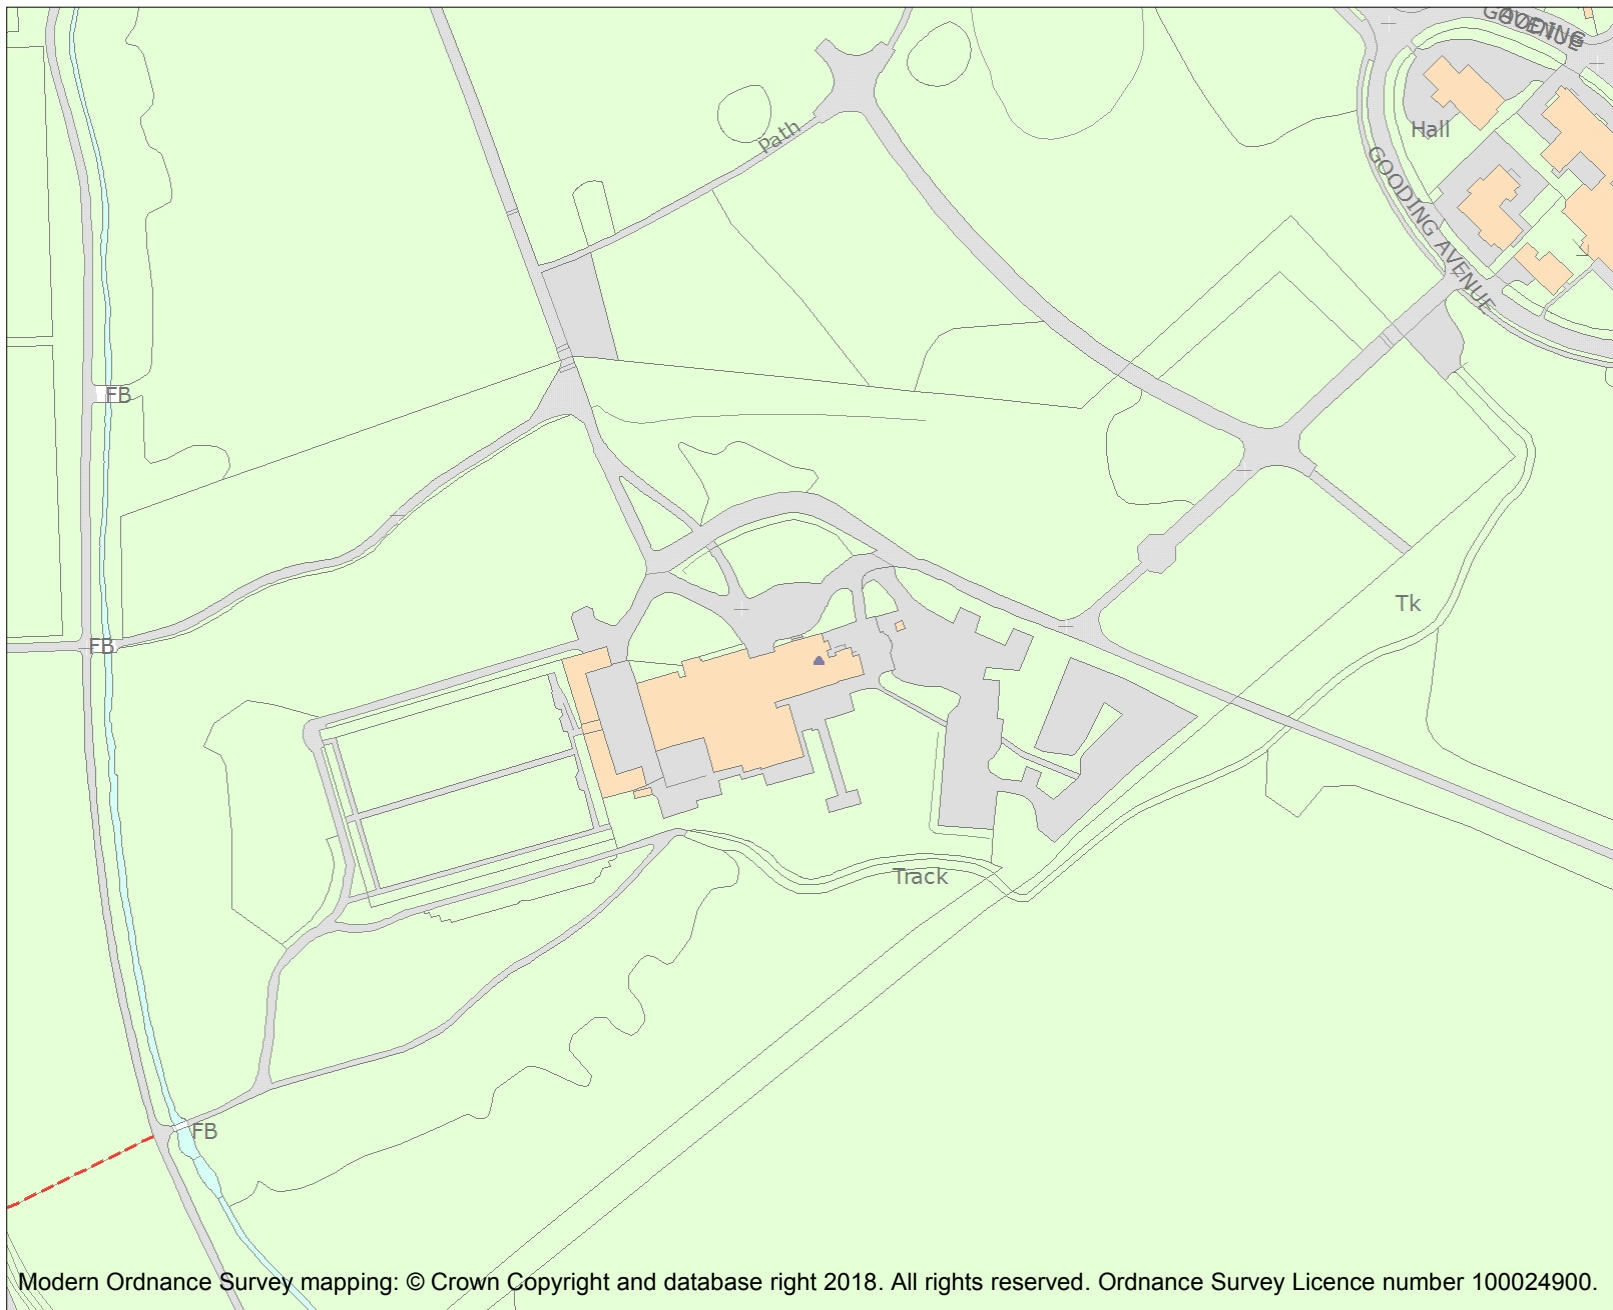 GOODING
AVENUE
Hall
Path
GOODING AVENUE
FB
Tk
FB
Track
FB
Modern Ordnance Survey mapping: © Crown Copyright and database right 2018. All rights reserved. Ordnance Survey Licence number 100024900.